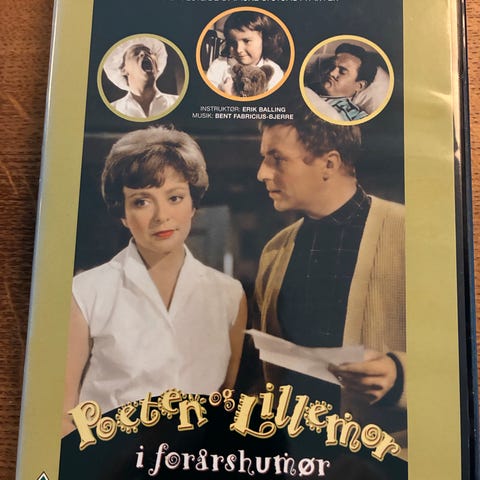 INSTRUKTØR: ERIK BALLING
MUSIK: BENT FABRICIUS-BJERRE
Poeten og Lillemor
i forårshumør